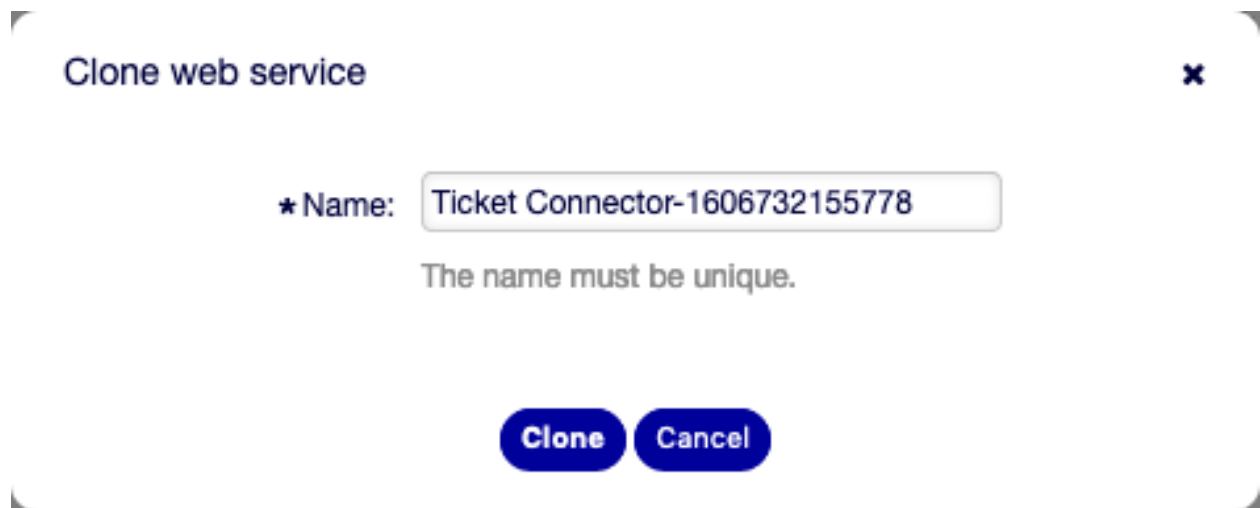 Clone web service ✖
★ Name: Ticket Connector-1606732155778
The name must be unique.
Clone Cancel